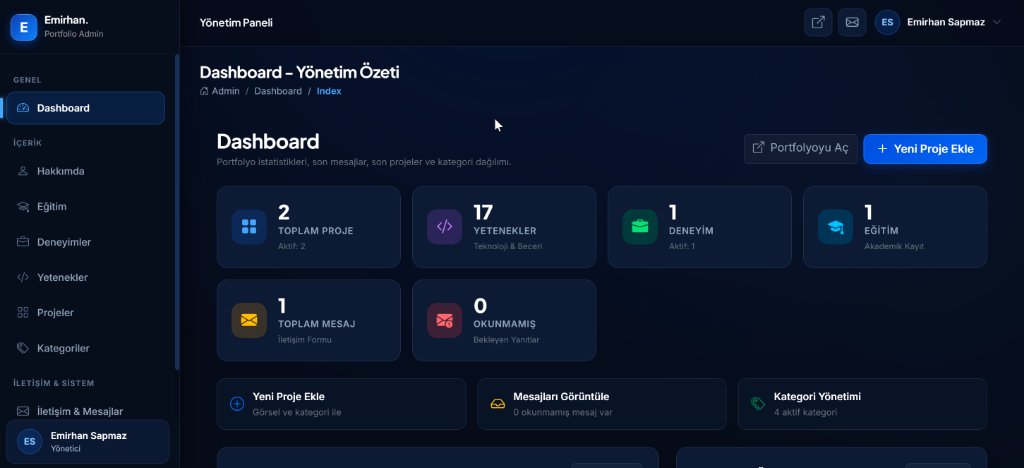 E
Emirhan.
Portfolio Admin
GENEL
Dashboard
İÇERİK
Hakkımda
Eğitim
Deneyimler
Yetenekler
Projeler
Kategoriler
İLETİŞİM & SİSTEM
İletişim & Mesajlar
ES
Emirhan Sapmaz
Yönetici
Yönetim Paneli
ES Emirhan Sapmaz
Dashboard - Yönetim Özeti
Admin / Dashboard / Index
Dashboard
Portfolyo istatistikleri, son mesajlar, son projeler ve kategori dağılımı.
Portfolyoyu Aç
Yeni Proje Ekle
2
TOPLAM PROJE
Aktif: 2
17
YETENEKLER
Teknoloji & Beceri
1
DENEYİM
Aktif: 1
1
EĞİTİM
Akademik Kayıt
1
TOPLAM MESAJ
İletişim Formu
0
OKUNMAMIŞ
Bekleyen Yanıtlar
Yeni Proje Ekle
Görsel ve kategori ile
Mesajları Görüntüle
0 okunmamış mesaj var
Kategori Yönetimi
4 aktif kategori